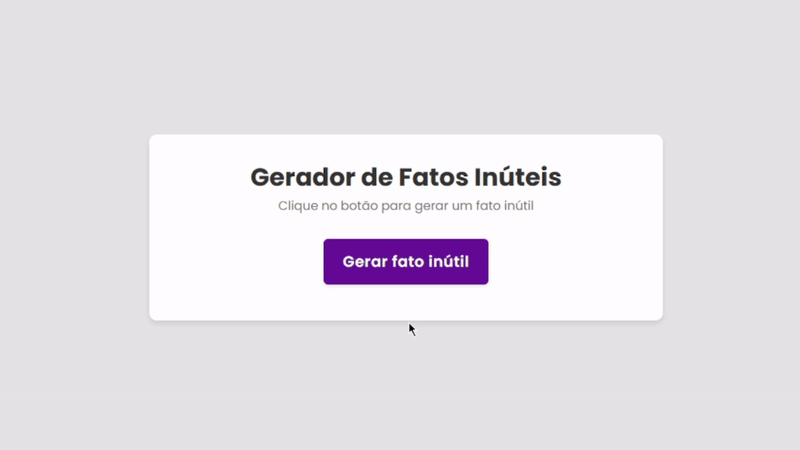 Gerador de Fatos Inúteis
Clique no botão para gerar um fato inútil
Gerar fato inútil